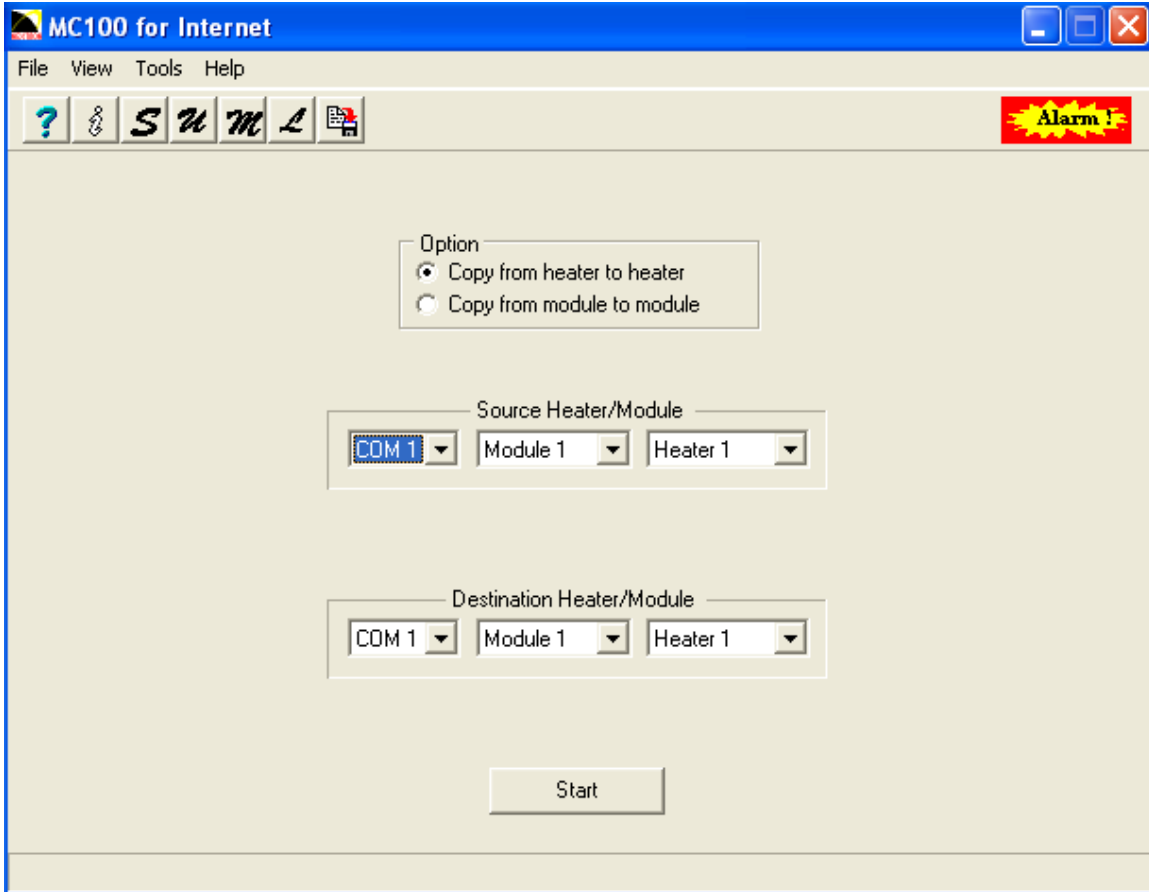 MC100 for Internet
File View Tools Help
? i S U M L Alarm !
Option
Copy from heater to heater
Copy from module to module
Source Heater/Module
COM 1 Module 1 Heater 1
Destination Heater/Module
COM 1 Module 1 Heater 1
Start